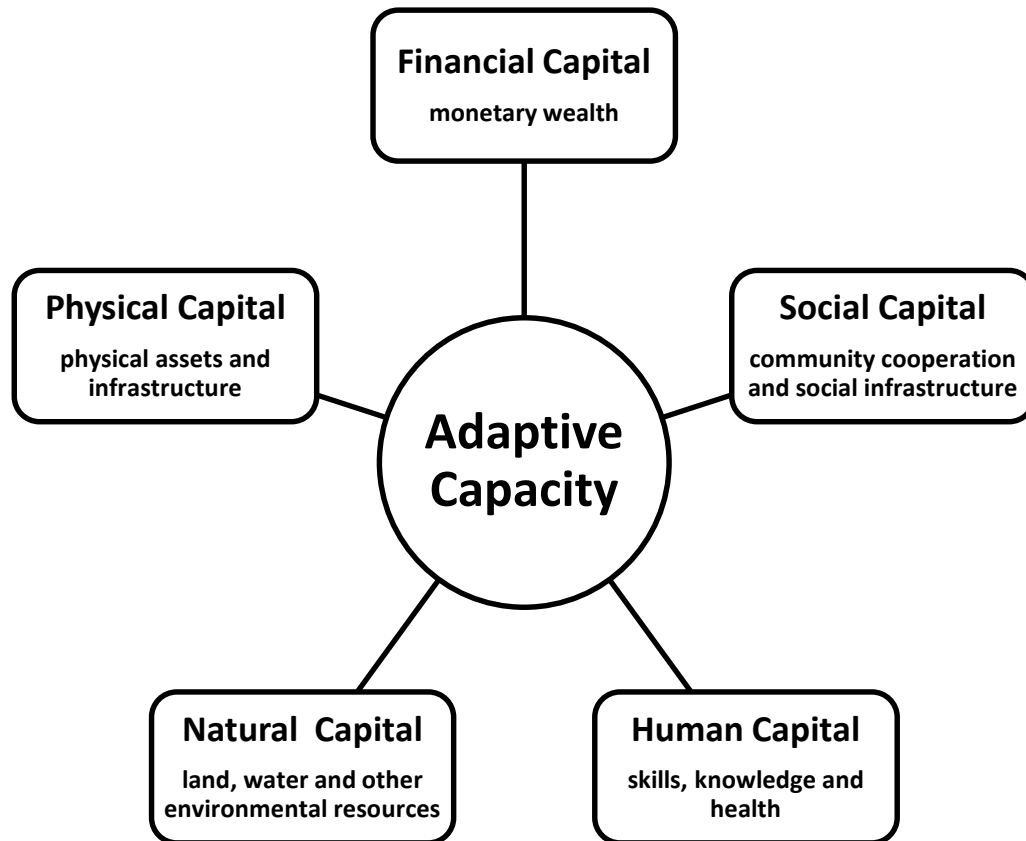 Financial Capital
monetary wealth
Physical Capital
physical assets and
infrastructure
Social Capital
community cooperation
and social infrastructure
Adaptive
Capacity
Natural Capital
land, water and other
environmental resources
Human Capital
skills, knowledge and
health